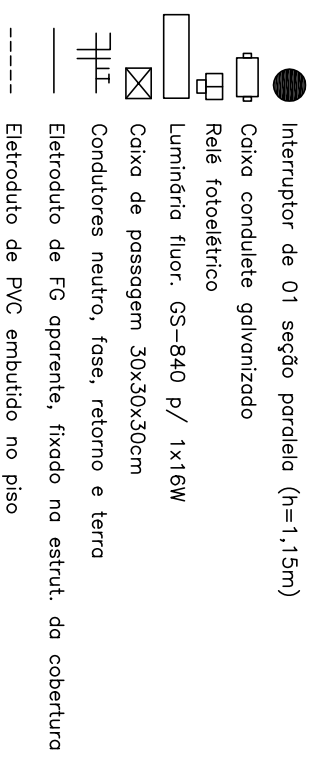 Interruptor de 01 seção paralela (h=1,15m)
Caixa condulete galvanizado
Relé fotoelétrico
Luminária fluor. GS-840 p/ 1x16W
Caixa de passagem 30x30x30cm
Condutores neutro, fase, retorno e terra
Eletroduto de FG aparente, fixado na estrut. da cobertura
Eletroduto de PVC embutido no piso